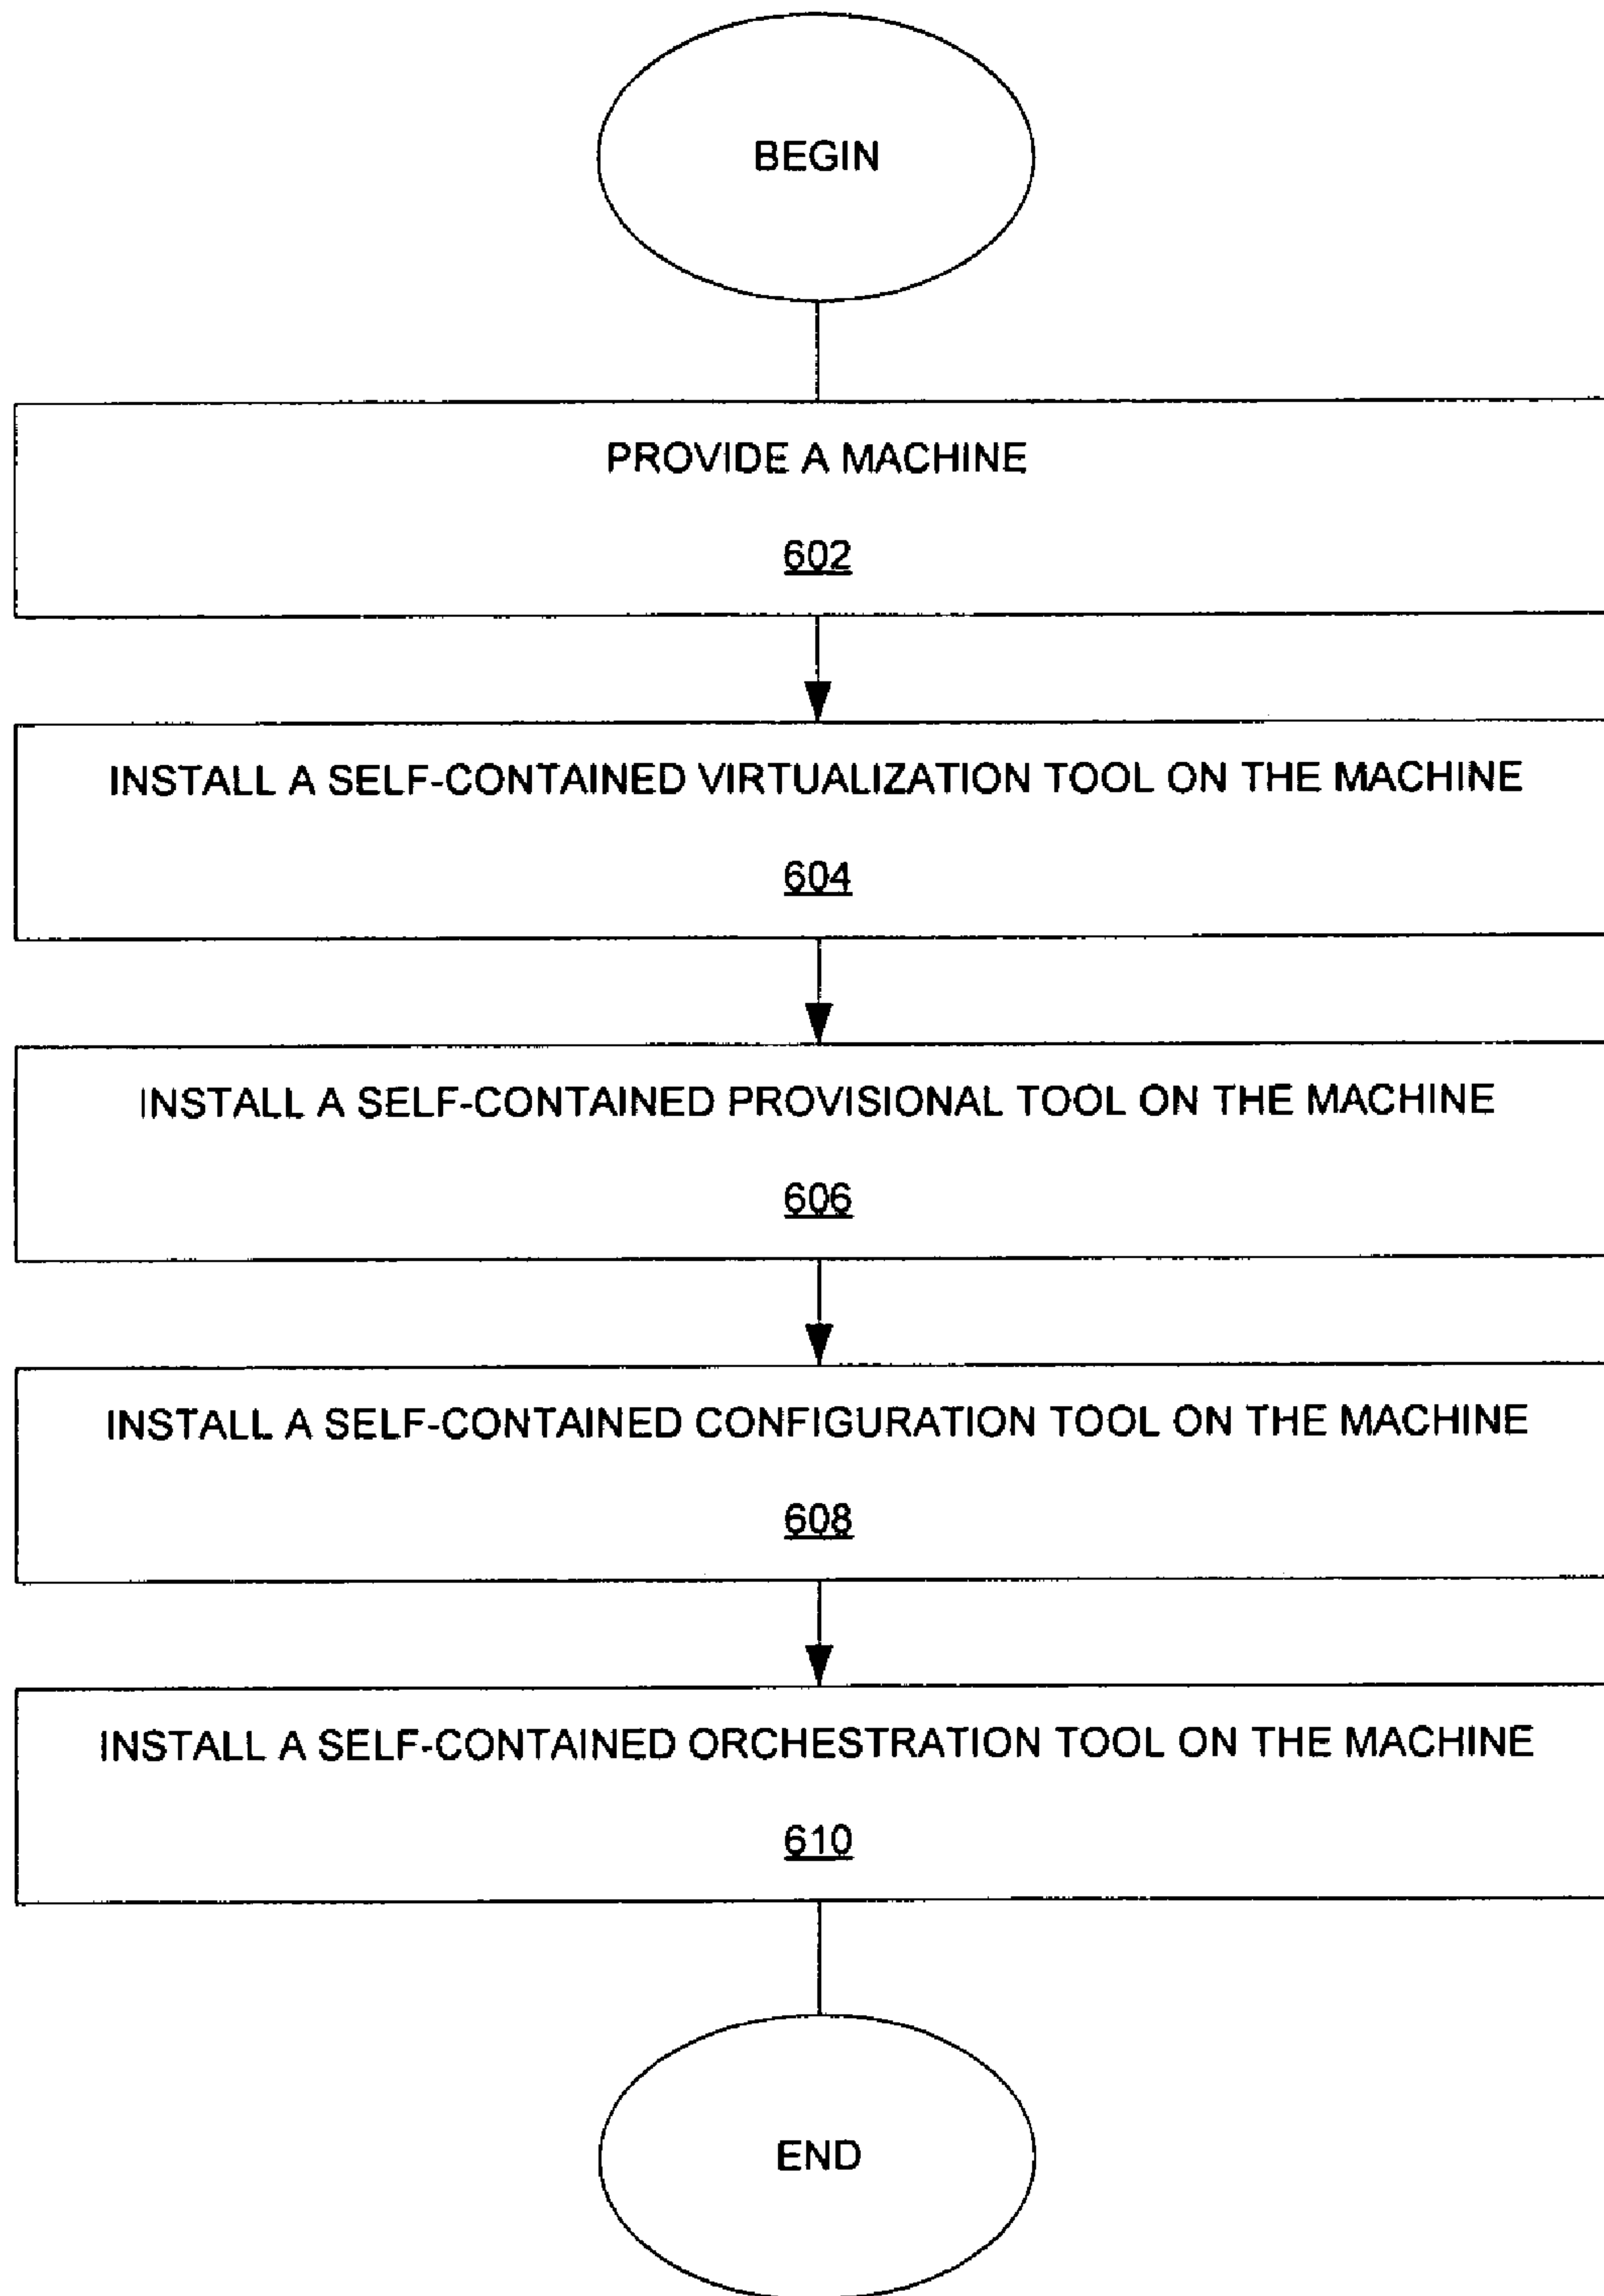 BEGIN
PROVIDE A MACHINE
602
INSTALL A SELF-CONTAINED VIRTUALIZATION TOOL ON THE MACHINE
604
INSTALL A SELF-CONTAINED PROVISIONAL TOOL ON THE MACHINE
606
INSTALL A SELF-CONTAINED CONFIGURATION TOOL ON THE MACHINE
608
INSTALL A SELF-CONTAINED ORCHESTRATION TOOL ON THE MACHINE
610
END